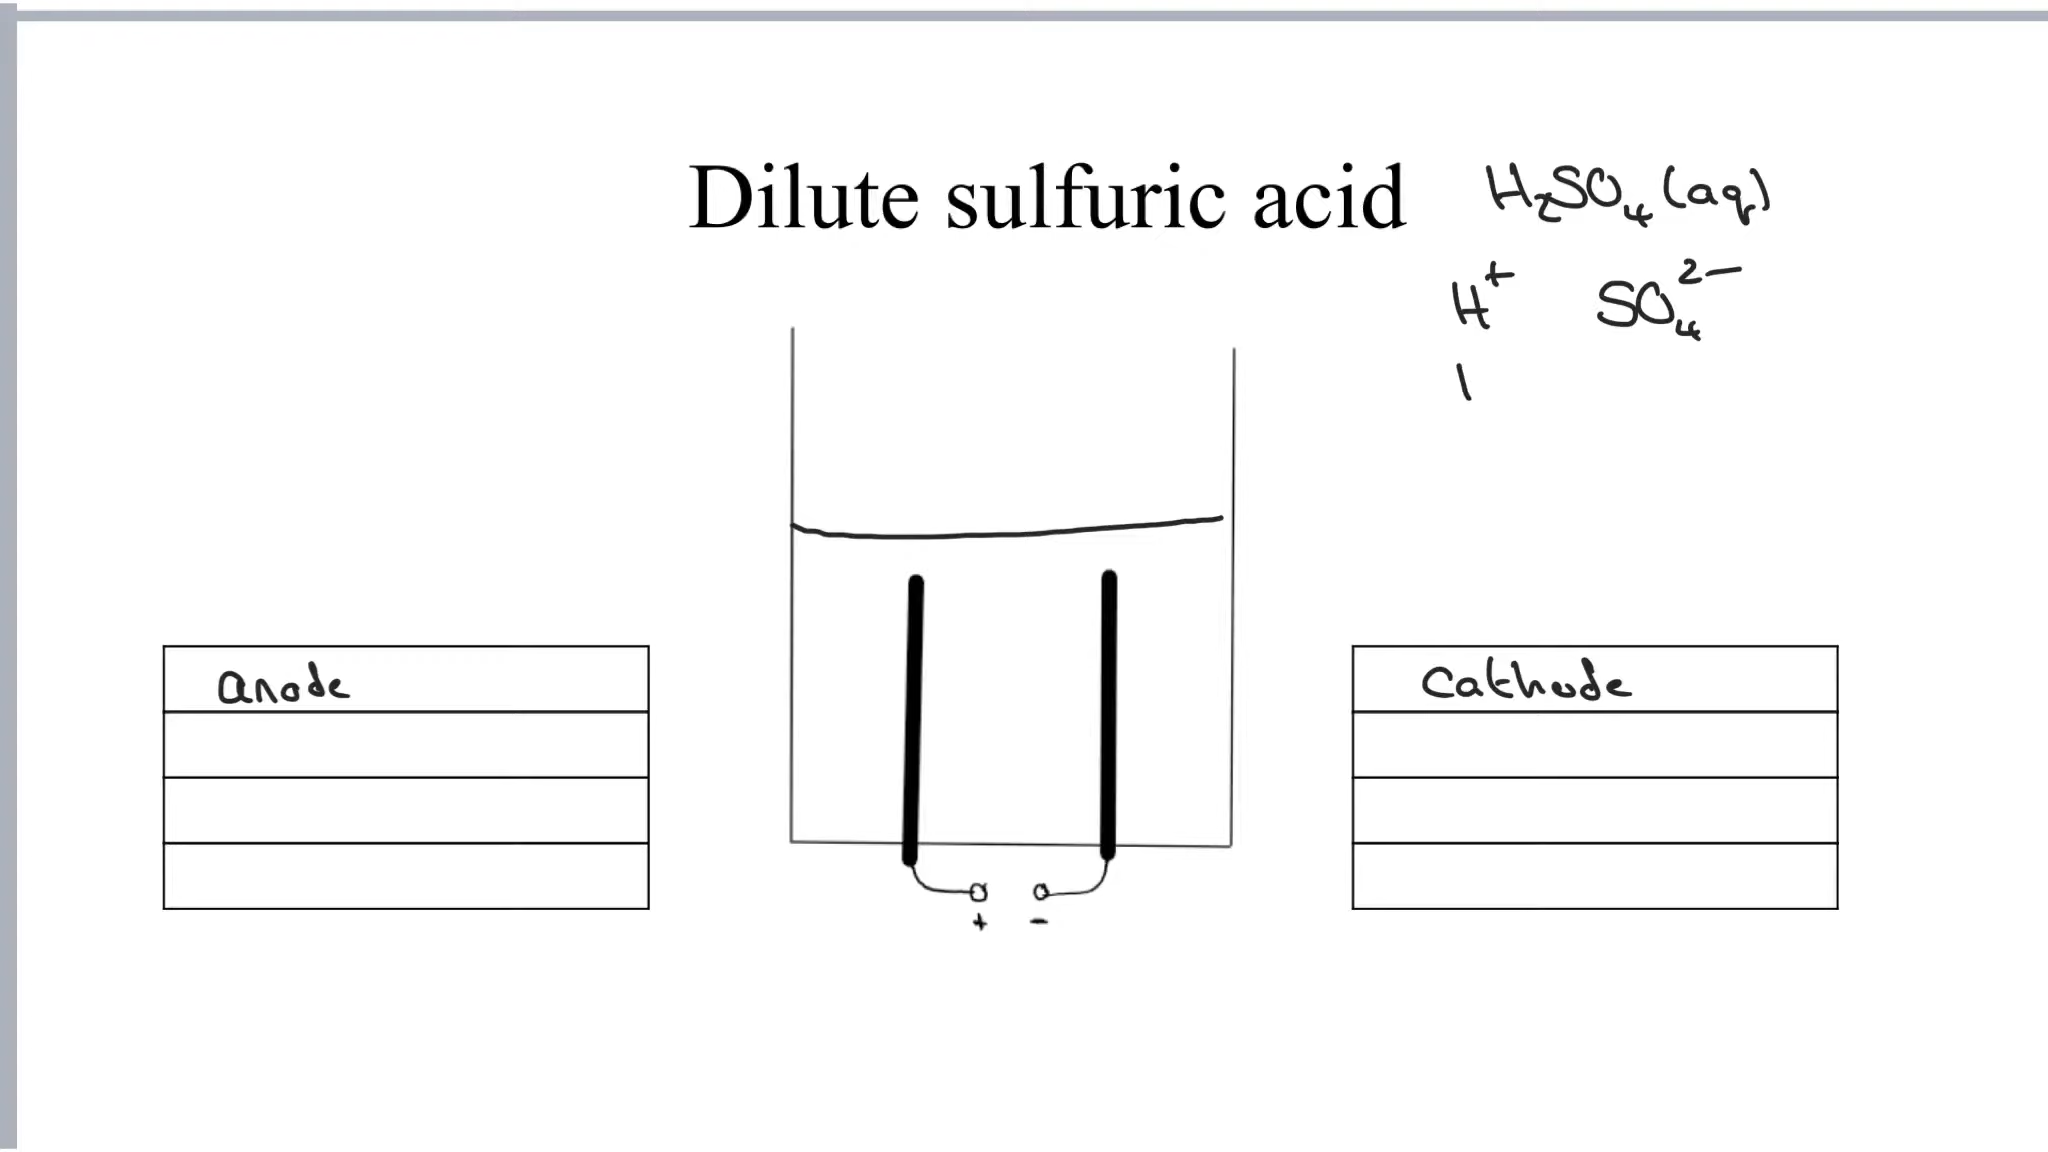 Dilute sulfuric acid H₂SO₄ (aq)
H⁺ SO₄²⁻
anode
Cathode
+ -